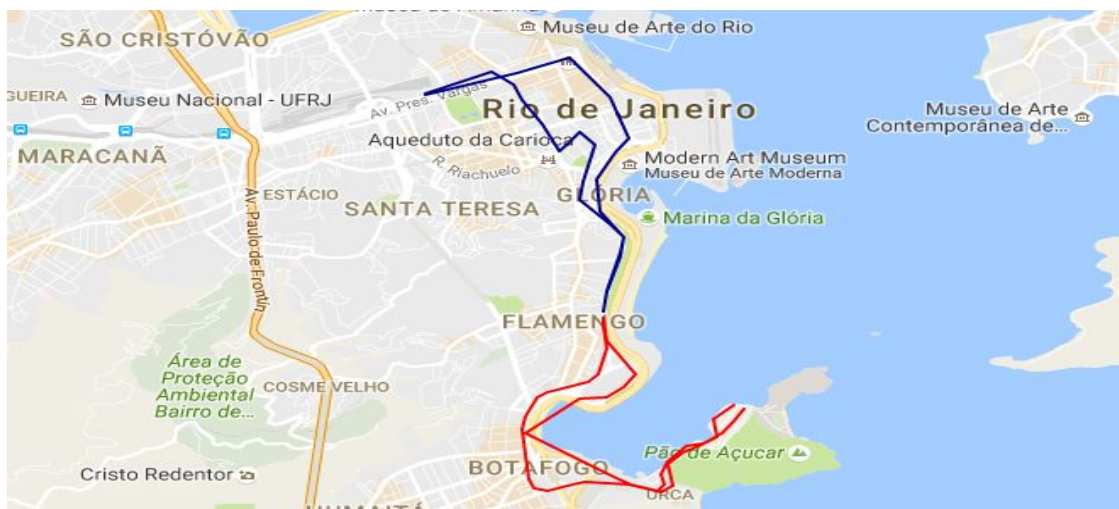 SÃO CRISTÓVÃO
Museu de Arte do Rio
GUEIRA
Museu Nacional - UFRJ
Av. Pres. Vargas
Rio de Janeiro
Museu de Arte
Contemporânea de...
MARACANÃ
Aqueduto da Carioca
R. Riachuelo
Modern Art Museum
Museu de Arte Moderna
ESTÁCIO
GLÓRIA
SANTA TERESA
Marina da Glória
Av. Paulo de Frontin
FLAMENGO
Área de
Proteção
Ambiental
Bairro de...
COSME VELHO
Pão de Açucar
Cristo Redentor
BOTAFOGO
URCA